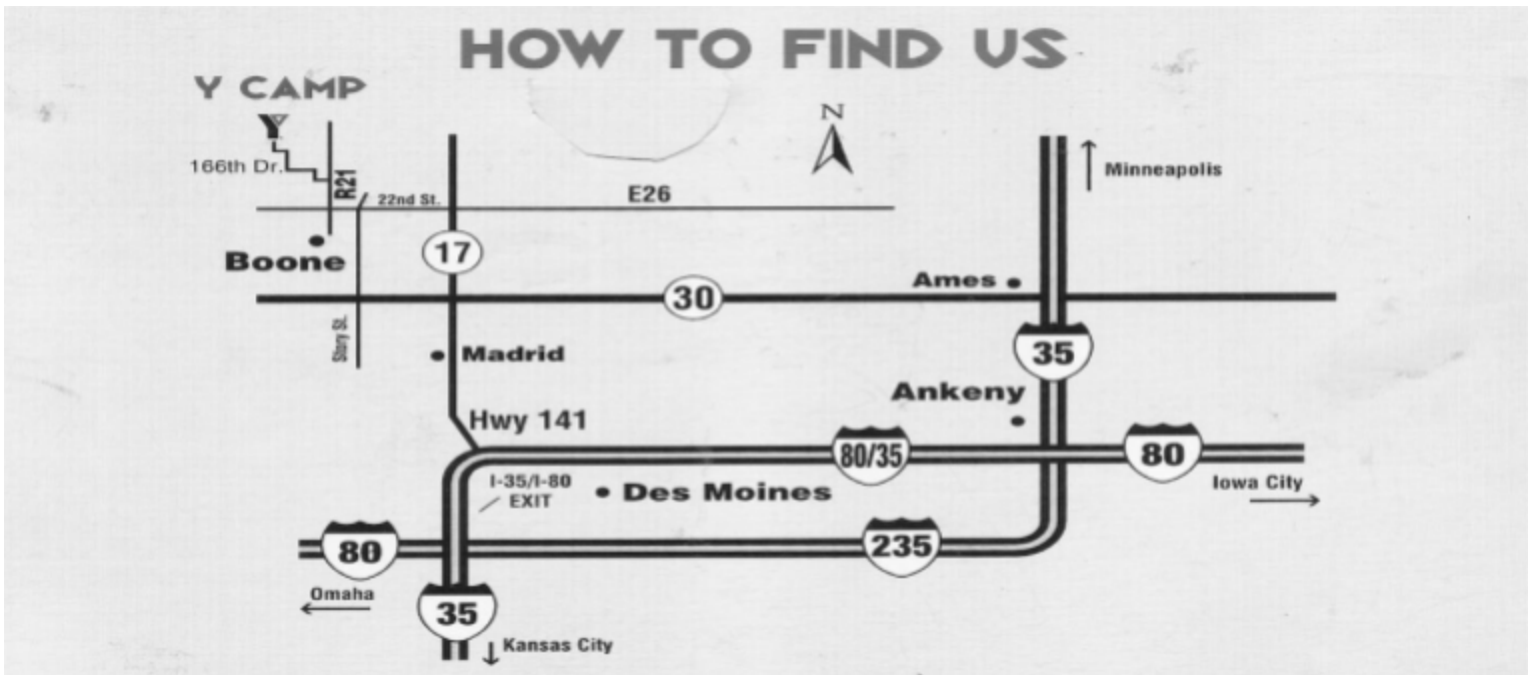 HOW TO FIND US
Y CAMP
Y
N
166th Dr.
R21
Minneapolis
22nd St.
E26
17
Boone
Ames
30
Story St.
35
Madrid
Ankeny
Hwy 141
80/35
80
I-35/I-80
EXIT
Des Moines
Iowa City
80
235
Omaha
35
Kansas City